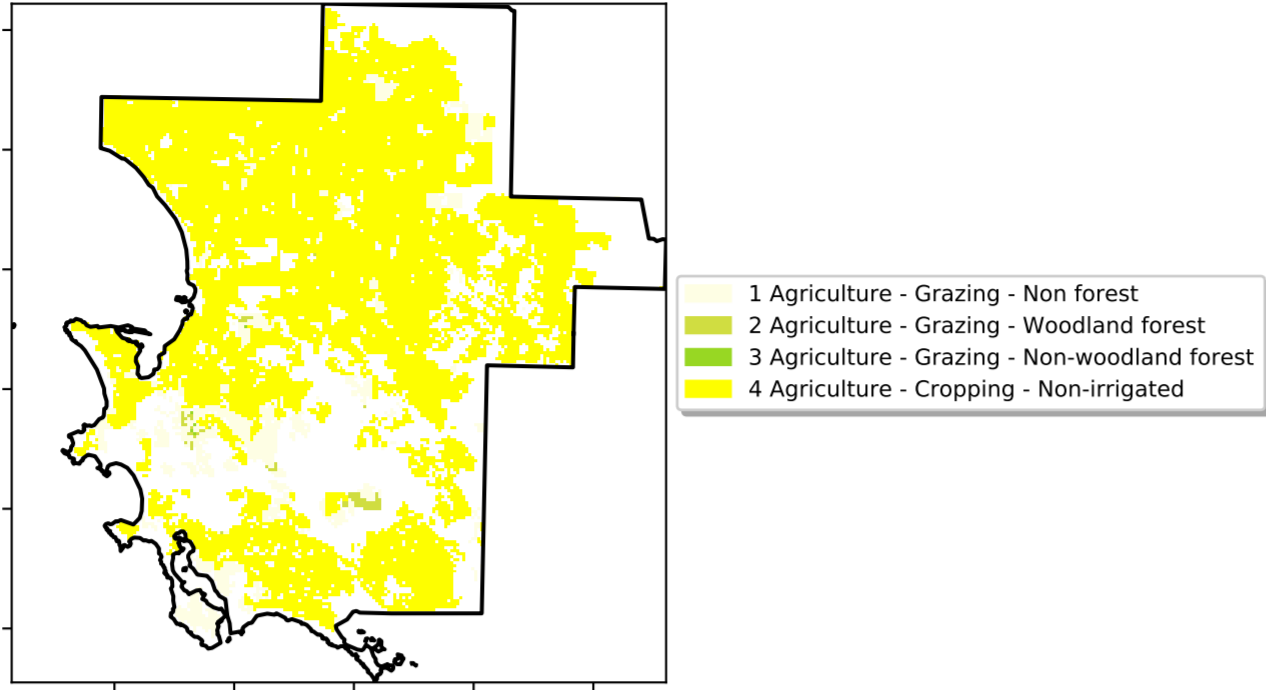 1 Agriculture - Grazing - Non forest
2 Agriculture - Grazing - Woodland forest
3 Agriculture - Grazing - Non-woodland forest
4 Agriculture - Cropping - Non-irrigated